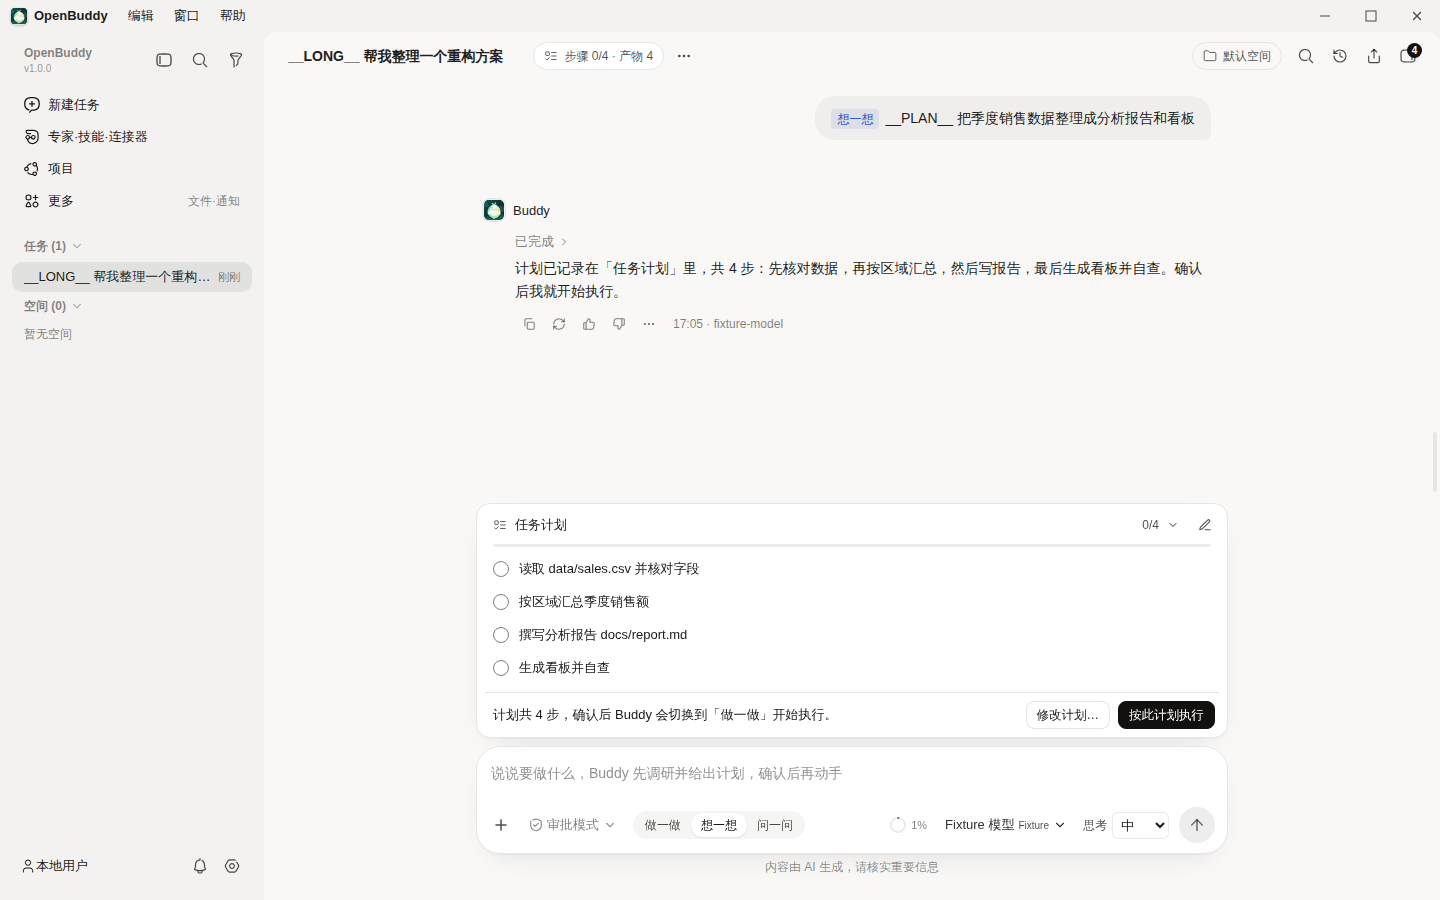 OpenBuddy 编辑 窗口 帮助
OpenBuddy
v1.0.0
新建任务
专家·技能·连接器
项目
更多 文件·通知
任务 (1)
__LONG__ 帮我整理一个重构… 刚刚
空间 (0)
暂无空间
本地用户
__LONG__ 帮我整理一个重构方案 步骤 0/4 · 产物 4 默认空间 4
想一想 __PLAN__ 把季度销售数据整理成分析报告和看板
Buddy
已完成
计划已记录在「任务计划」里，共 4 步：先核对数据，再按区域汇总，然后写报告，最后生成看板并自查。确认
后我就开始执行。
17:05 · fixture-model
任务计划 0/4
读取 data/sales.csv 并核对字段
按区域汇总季度销售额
撰写分析报告 docs/report.md
生成看板并自查
计划共 4 步，确认后 Buddy 会切换到「做一做」开始执行。 修改计划… 按此计划执行
说说要做什么，Buddy 先调研并给出计划，确认后再动手
审批模式 做一做 想一想 问一问 1% Fixture 模型 Fixture 思考 中
内容由 AI 生成，请核实重要信息